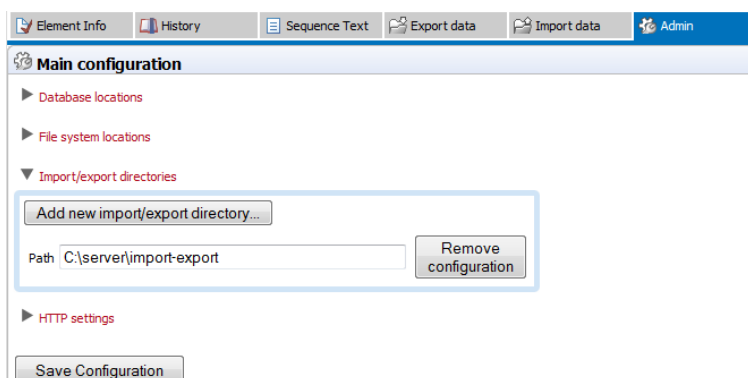 Element Info History Sequence Text Export data Import data Admin
Main configuration
Database locations
File system locations
Import/export directories
Add new import/export directory...
Path C:\server\import-export Remove configuration
HTTP settings
Save Configuration